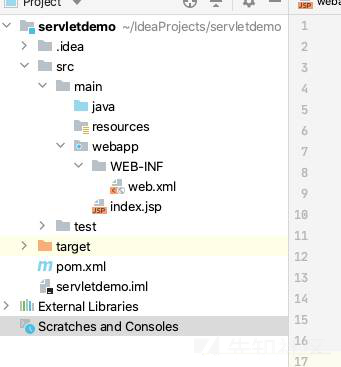 Project
weba
servletdemo ~/IdeaProjects/servletdemo
.idea
src
main
java
resources
webapp
WEB-INF
web.xml
JSP index.jsp
test
target
m pom.xml
servletdemo.iml
External Libraries
Scratches and Consoles
JSP
1
2
3
4
5
6
7
8
9
10
11
12
13
14
15
16
17